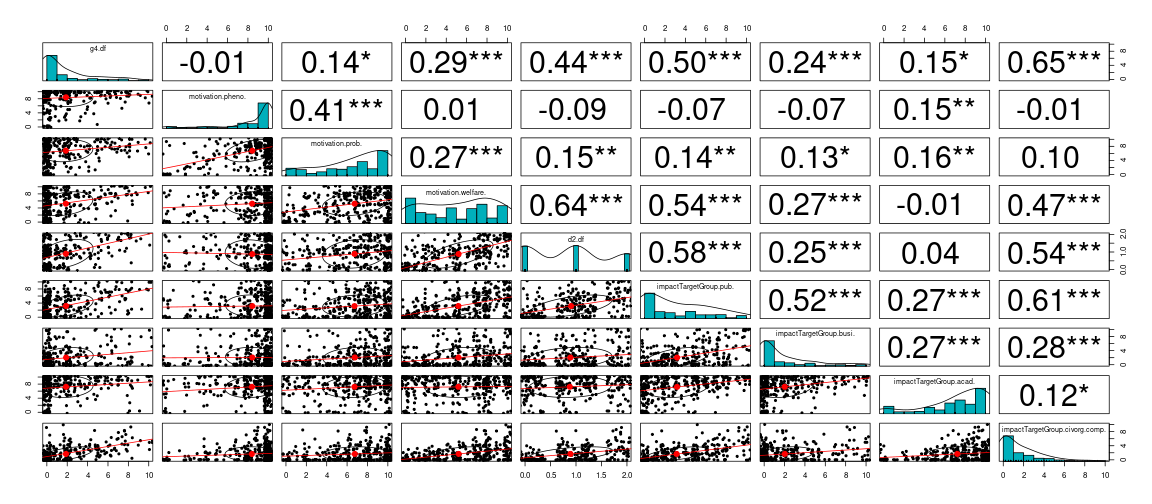 0 2 4 6 8 10 0 2 4 6 8 10 0 2 4 6 8 10 0 2 4 6 8 10
g4.df -0.01 0.14* 0.29*** 0.44*** 0.50*** 0.24*** 0.15* 0.65*** 0 4 8
0 4 8 motivation.pheno. 0.41*** 0.01 -0.09 -0.07 -0.07 0.15** -0.01
motivation.prob. 0.27*** 0.15** 0.14** 0.13* 0.16** 0.10 0 4 8
0 4 8 motivation.welfare. 0.64*** 0.54*** 0.27*** -0.01 0.47***
d2.df 0.58*** 0.25*** 0.04 0.54*** 0.0 1.0 2.0
0 4 8 impactTargetGroup.pub. 0.52*** 0.27*** 0.61***
impactTargetGroup.busi. 0.27*** 0.28*** 0 4 8
0 4 8 impactTargetGroup.acad. 0.12*
impactTargetGroup.civorg.comp. 0 4 8
0 2 4 6 8 10 0 2 4 6 8 10 0.0 0.5 1.0 1.5 2.0 0 2 4 6 8 10 0 2 4 6 8 10